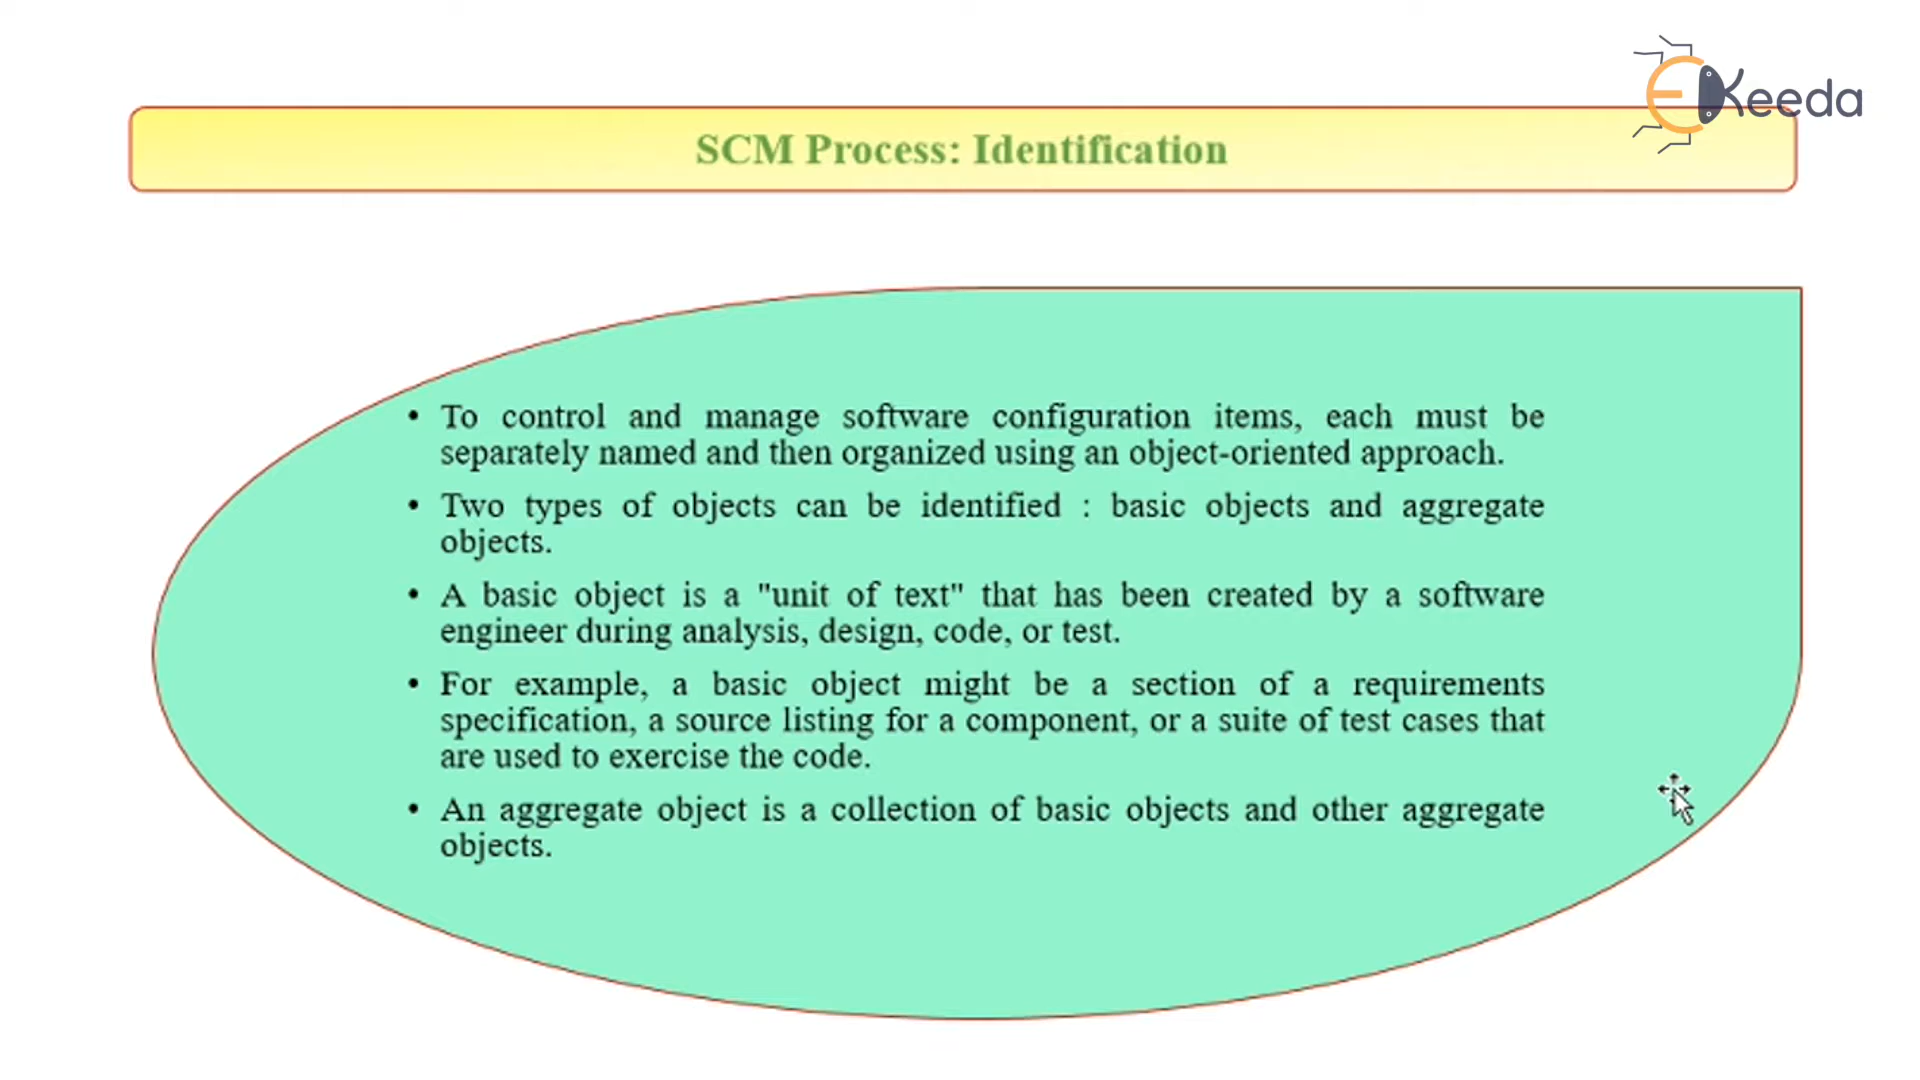 EKeeda
SCM Process: Identification
• To control and manage software configuration items, each must be
separately named and then organized using an object-oriented approach.
• Two types of objects can be identified : basic objects and aggregate
objects.
• A basic object is a "unit of text" that has been created by a software
engineer during analysis, design, code, or test.
• For example, a basic object might be a section of a requirements
specification, a source listing for a component, or a suite of test cases that
are used to exercise the code.
• An aggregate object is a collection of basic objects and other aggregate
objects.